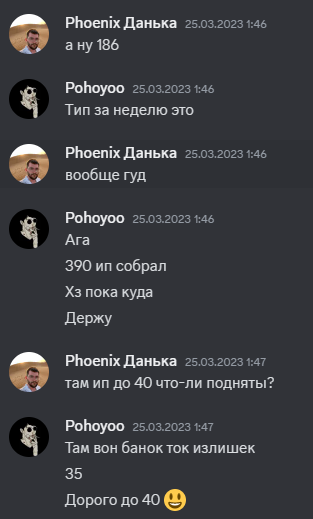 Phoenix Данька 25.03.2023 1:46
а ну 186
Pohoyoo 25.03.2023 1:46
Тип за неделю это
Phoenix Данька 25.03.2023 1:46
вообще гуд
Pohoyoo 25.03.2023 1:46
Ага
390 ип собрал
Хз пока куда
Держу
Phoenix Данька 25.03.2023 1:47
там ип до 40 что-ли подняты?
Pohoyoo 25.03.2023 1:47
Там вон банок ток излишек
35
Дорого до 40 😃